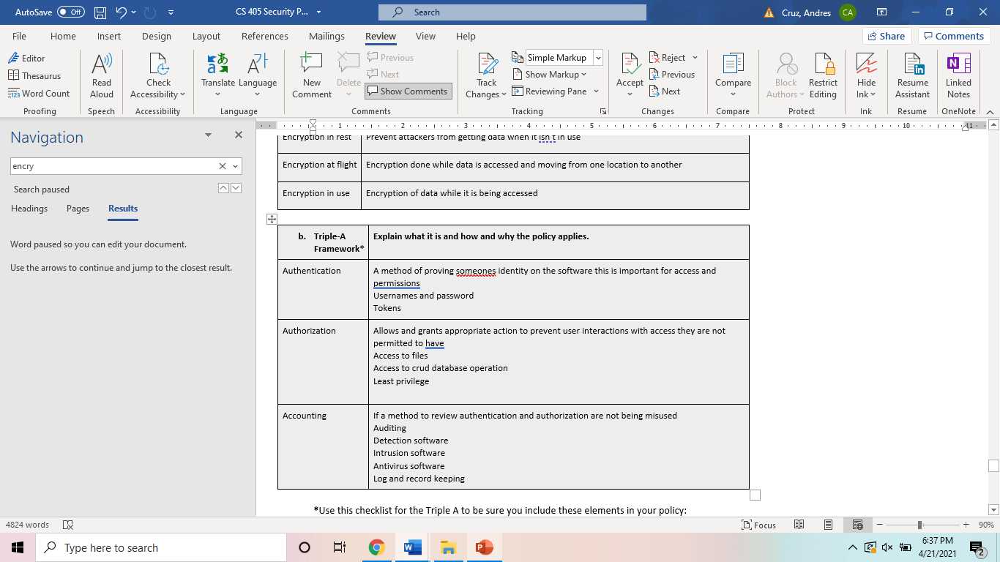 AutoSave Off CS 405 Security P... Search Cruz, Andres CA
File Home Insert Design Layout References Mailings Review View Help Share Comments
Editor
Thesaurus
Word Count
Proofing
Read Aloud
Speech
Check Accessibility
Accessibility
Translate Language
Language
New Comment
Delete
Previous
Next
Show Comments
Comments
Track Changes
Simple Markup
Show Markup
Reviewing Pane
Tracking
Accept
Reject
Previous
Next
Changes
Compare
Compare
Block Authors
Restrict Editing
Protect
Hide Ink
Ink
Resume Assistant
Resume
Linked Notes
OneNote
Navigation
encry
Search paused
Headings Pages Results
Word paused so you can edit your document.
Use the arrows to continue and jump to the closest result.
1 2 3 4 5 6 7 8 9 10 11
Encryption in rest Prevent attackers from getting data when it isn't in use
Encryption at flight Encryption done while data is accessed and moving from one location to another
Encryption in use Encryption of data while it is being accessed
b. Triple-A Explain what it is and how and why the policy applies.
Framework*
Authentication A method of proving someones identity on the software this is important for access and
permissions
Usernames and password
Tokens
Authorization Allows and grants appropriate action to prevent user interactions with access they are not
permitted to have
Access to files
Access to crud database operation
Least privilege
Accounting If a method to review authentication and authorization are not being misused
Auditing
Detection software
Intrusion software
Antivirus software
Log and record keeping
*Use this checklist for the Triple A to be sure you include these elements in your policy:
4824 words Focus 90%
Type here to search
6:37 PM
4/21/2021
2